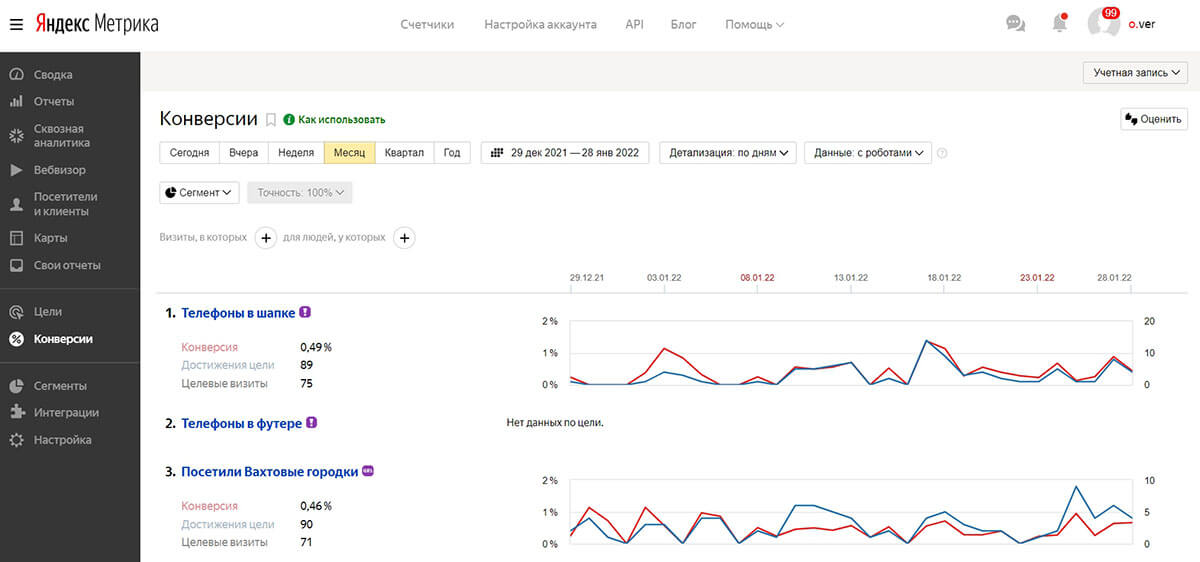 Яндекс Метрика
Счетчики Настройка аккаунта API Блог Помощь
99
o.ver
Учетная запись
Сводка
Отчеты
Сквозная
аналитика
Вебвизор
Посетители
и клиенты
Карты
Свои отчеты
Цели
Конверсии
Сегменты
Интеграции
Настройка
Конверсии Как использовать
Оценить
Сегодня Вчера Неделя Месяц Квартал Год 29 дек 2021 — 28 янв 2022 Детализация: по дням Данные: с роботами ?
Сегмент Точность: 100%
Визиты, в которых + для людей, у которых +
29.12.21 03.01.22 08.01.22 13.01.22 18.01.22 23.01.22 28.01.22
1. Телефоны в шапке
Конверсия 0,49 %
Достижения цели 89
Целевые визиты 75
2 % 20
1 % 10
0 % 0
2. Телефоны в футере
Нет данных по цели.
3. Посетили Вахтовые городки
Конверсия 0,46 %
Достижения цели 90
Целевые визиты 71
2 % 10
1 % 5
0 % 0